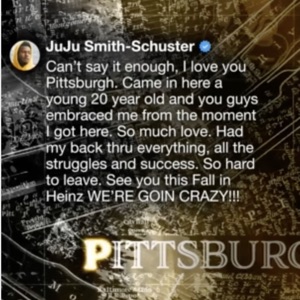 JuJu Smith-Schuster
Can't say it enough, I love you
Pittsburgh. Came in here a
young 20 year old and you guys
embraced me from the moment
I got here. So much love. Had
my back thru everything, all the
struggles and success. So hard
to leave. See you this Fall in
Heinz WE'RE GOIN CRAZY!!!
PITTSBURG